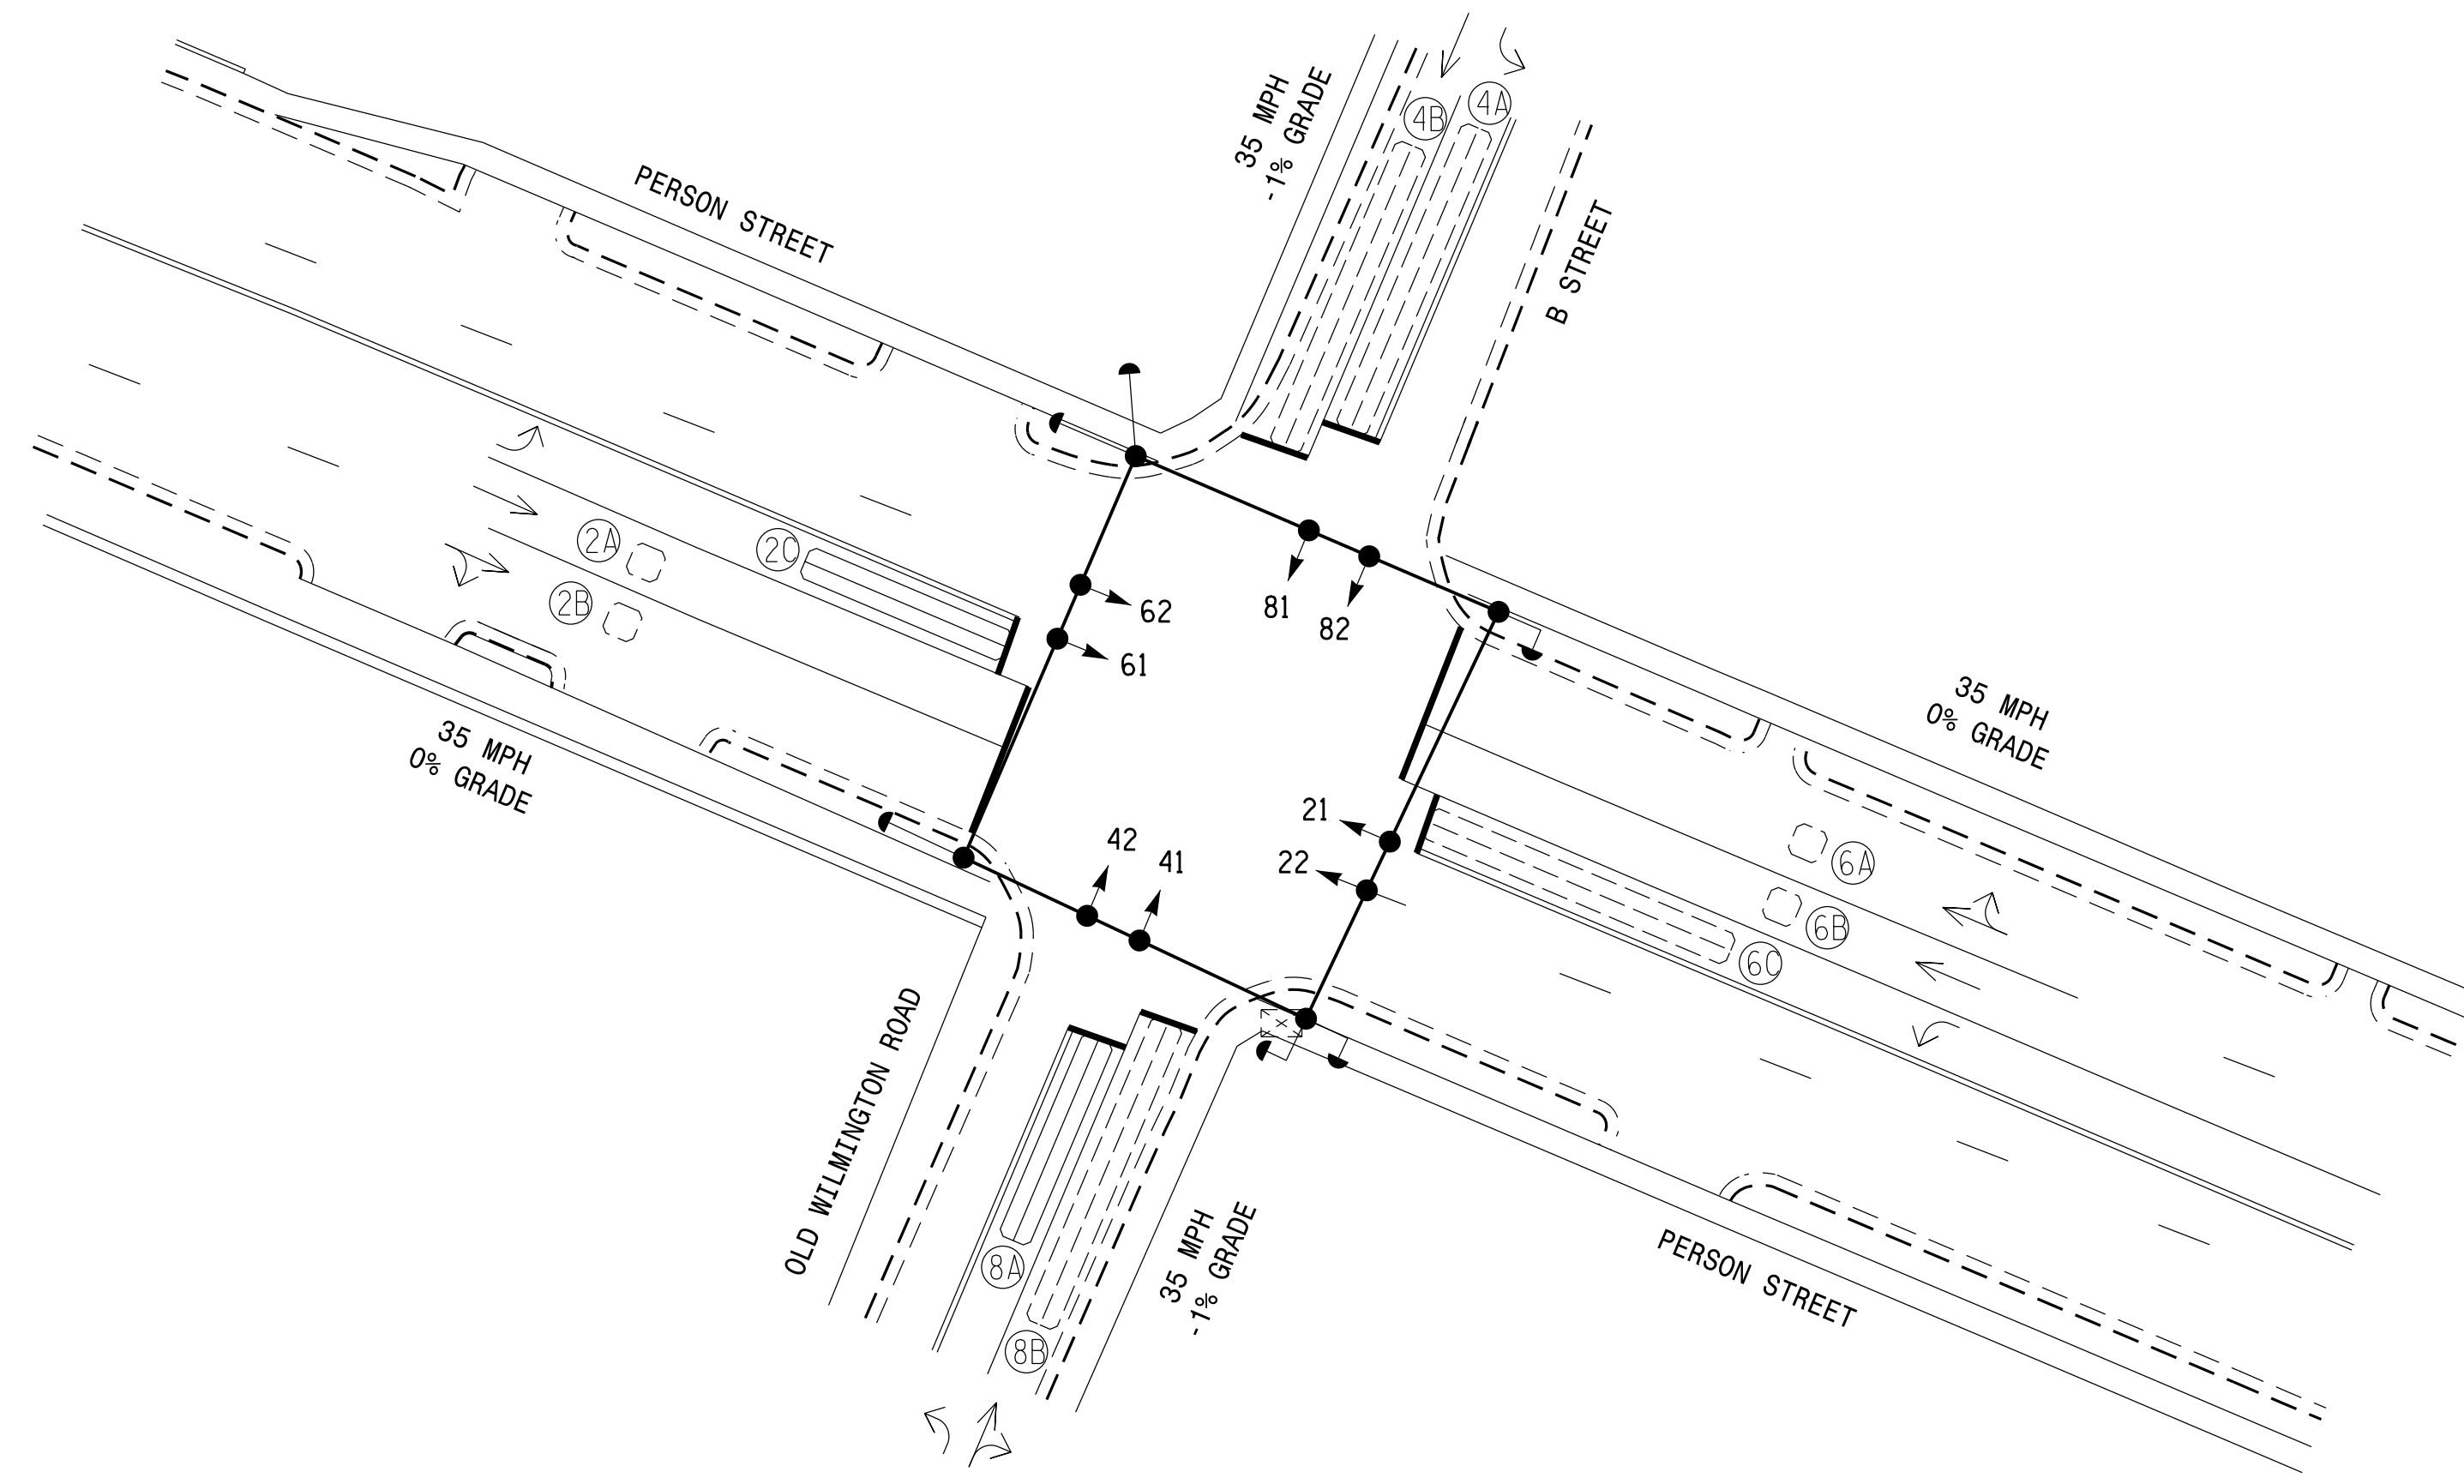 35 MPH
-1% GRADE
4B
4A
PERSON STREET
B STREET
2A
2C
2B
62
61
81
82
35 MPH
0% GRADE
35 MPH
0% GRADE
42
41
21
22
6A
6B
6C
OLD WILMINGTON ROAD
8A
8B
35 MPH
-1% GRADE
PERSON STREET